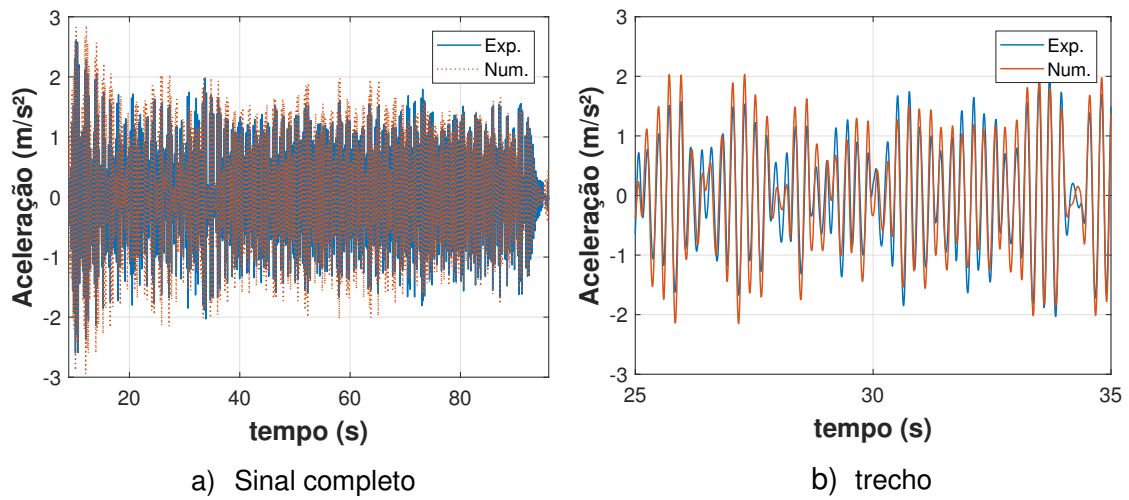 3
2
1
0
-1
-2
-3
Aceleração (m/s²)
Exp.
Num.
20
40
60
80
tempo (s)
a) Sinal completo
3
2
1
0
-1
-2
-3
Aceleração (m/s²)
Exp.
Num.
25
30
35
tempo (s)
b) trecho